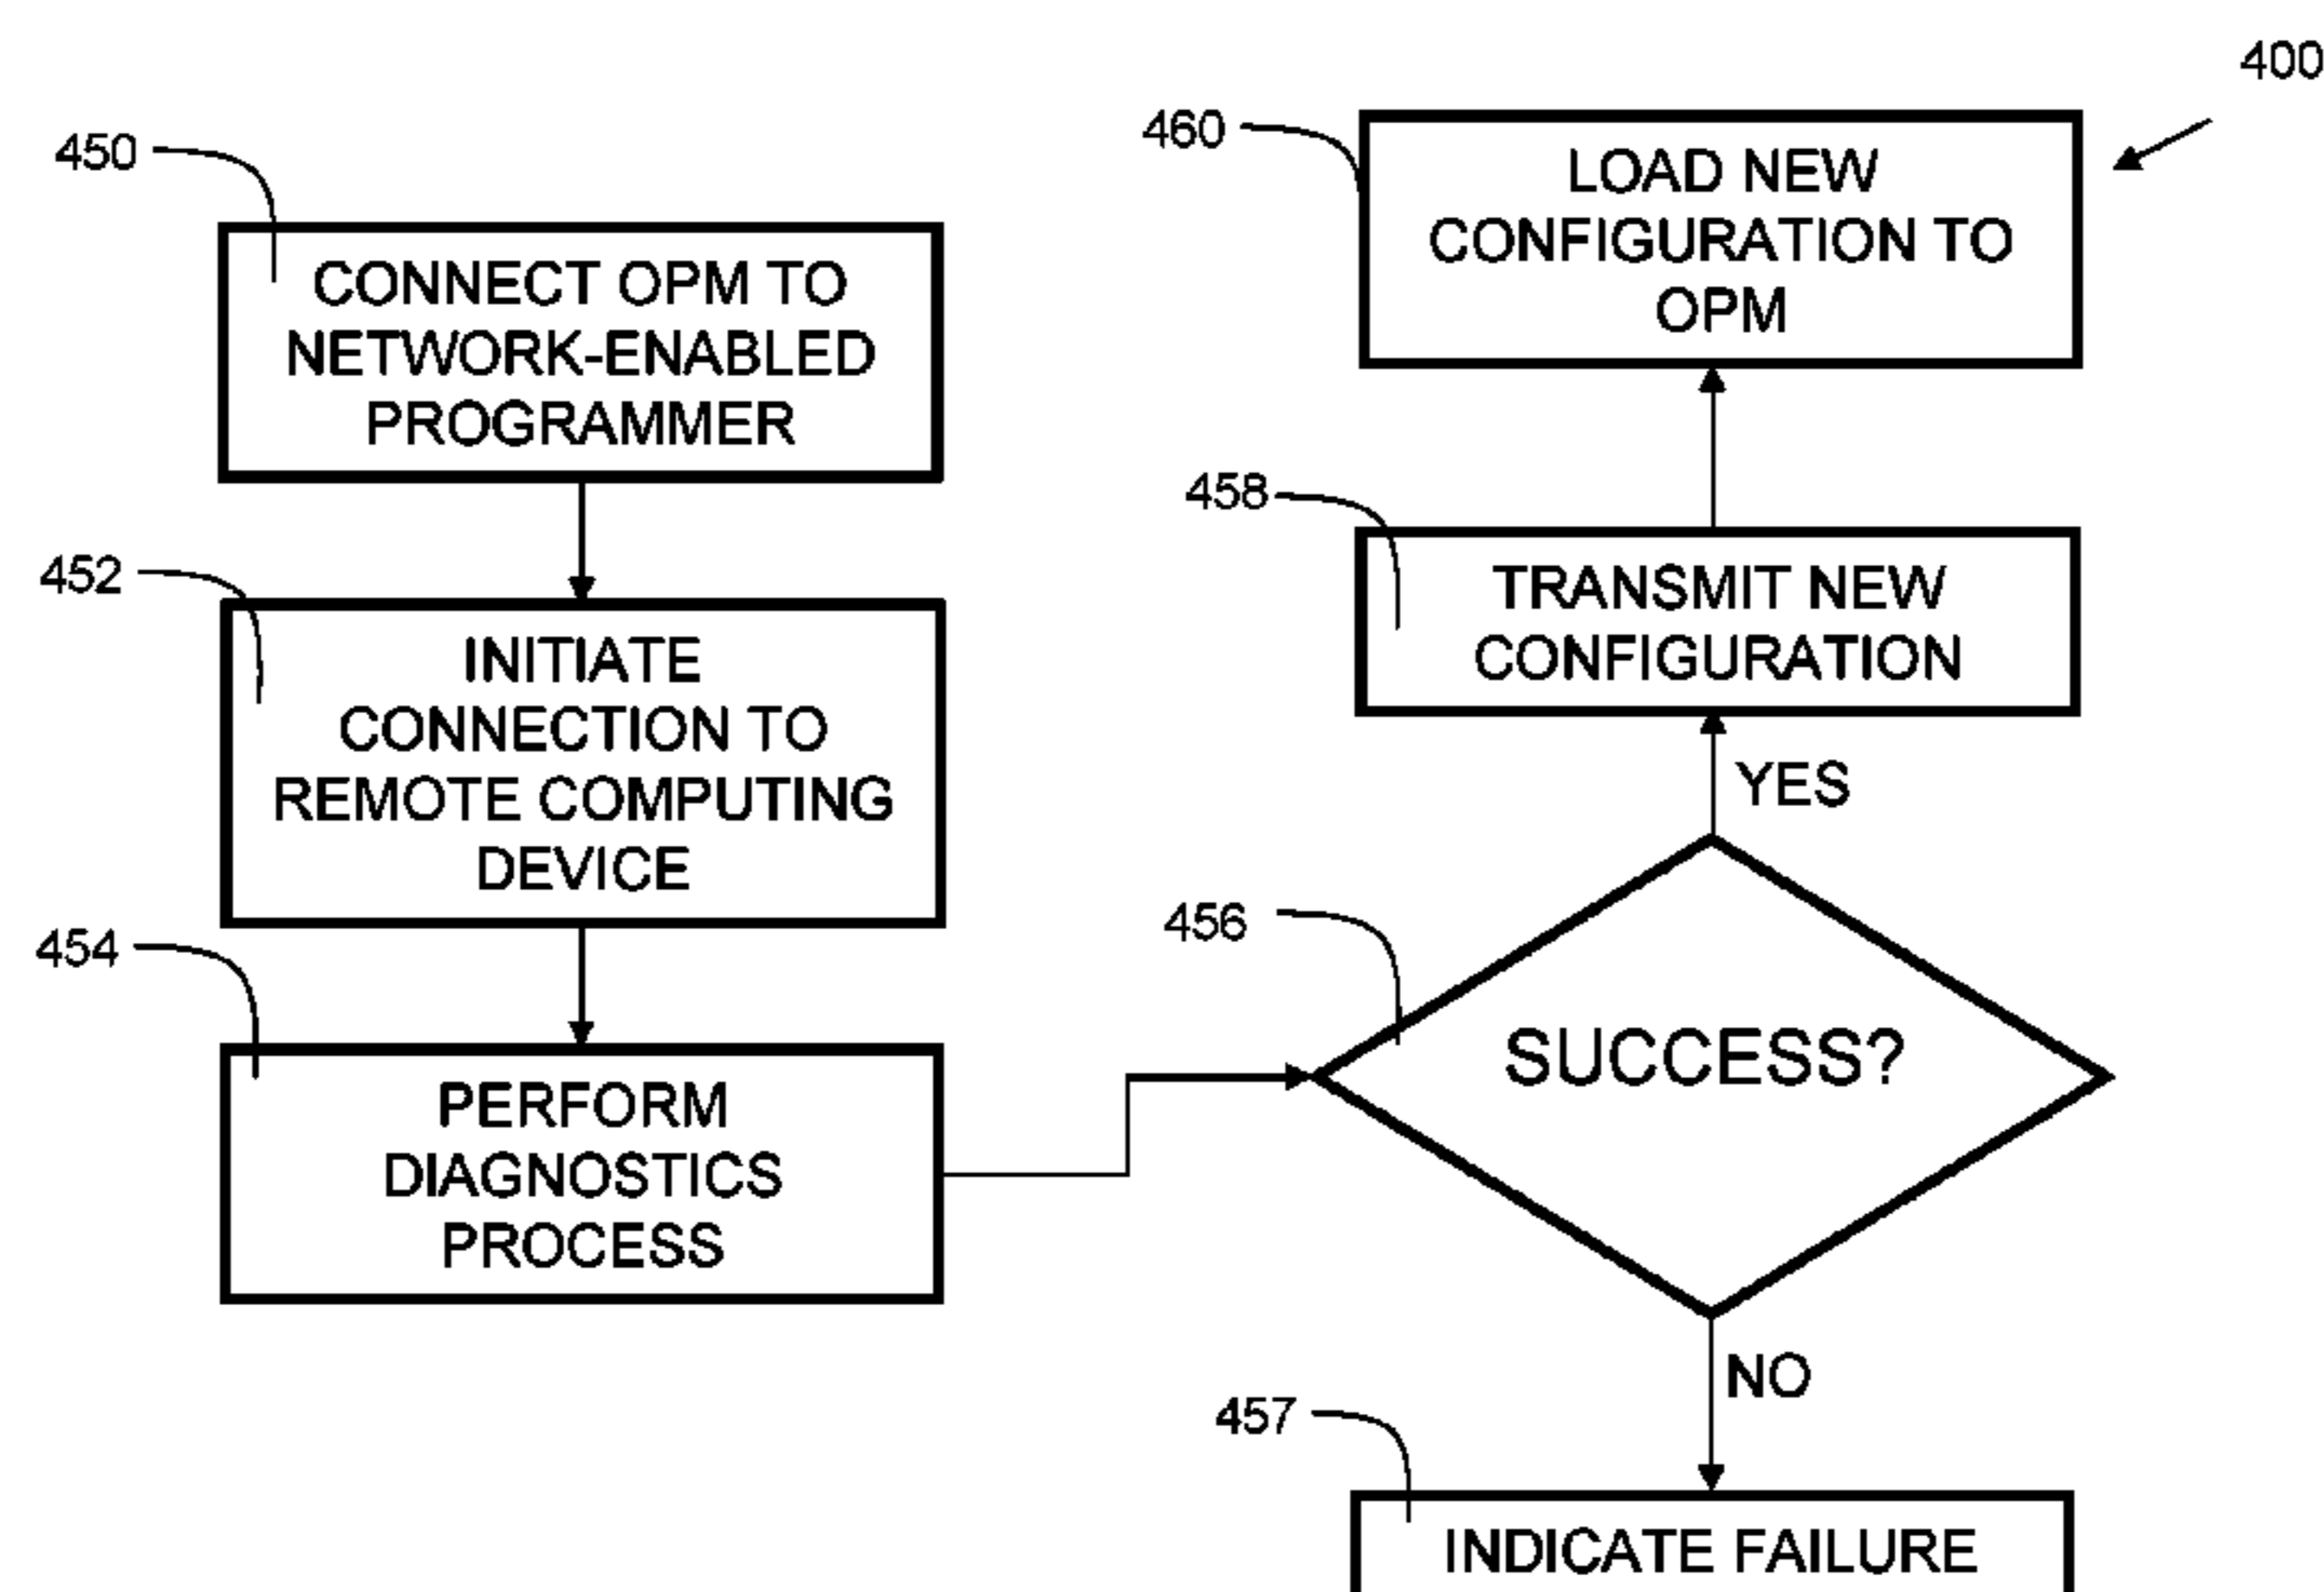 400
450
CONNECT OPM TO
NETWORK-ENABLED
PROGRAMMER
452
INITIATE
CONNECTION TO
REMOTE COMPUTING
DEVICE
454
PERFORM
DIAGNOSTICS
PROCESS
460
LOAD NEW
CONFIGURATION TO
OPM
458
TRANSMIT NEW
CONFIGURATION
YES
456
SUCCESS?
NO
457
INDICATE FAILURE